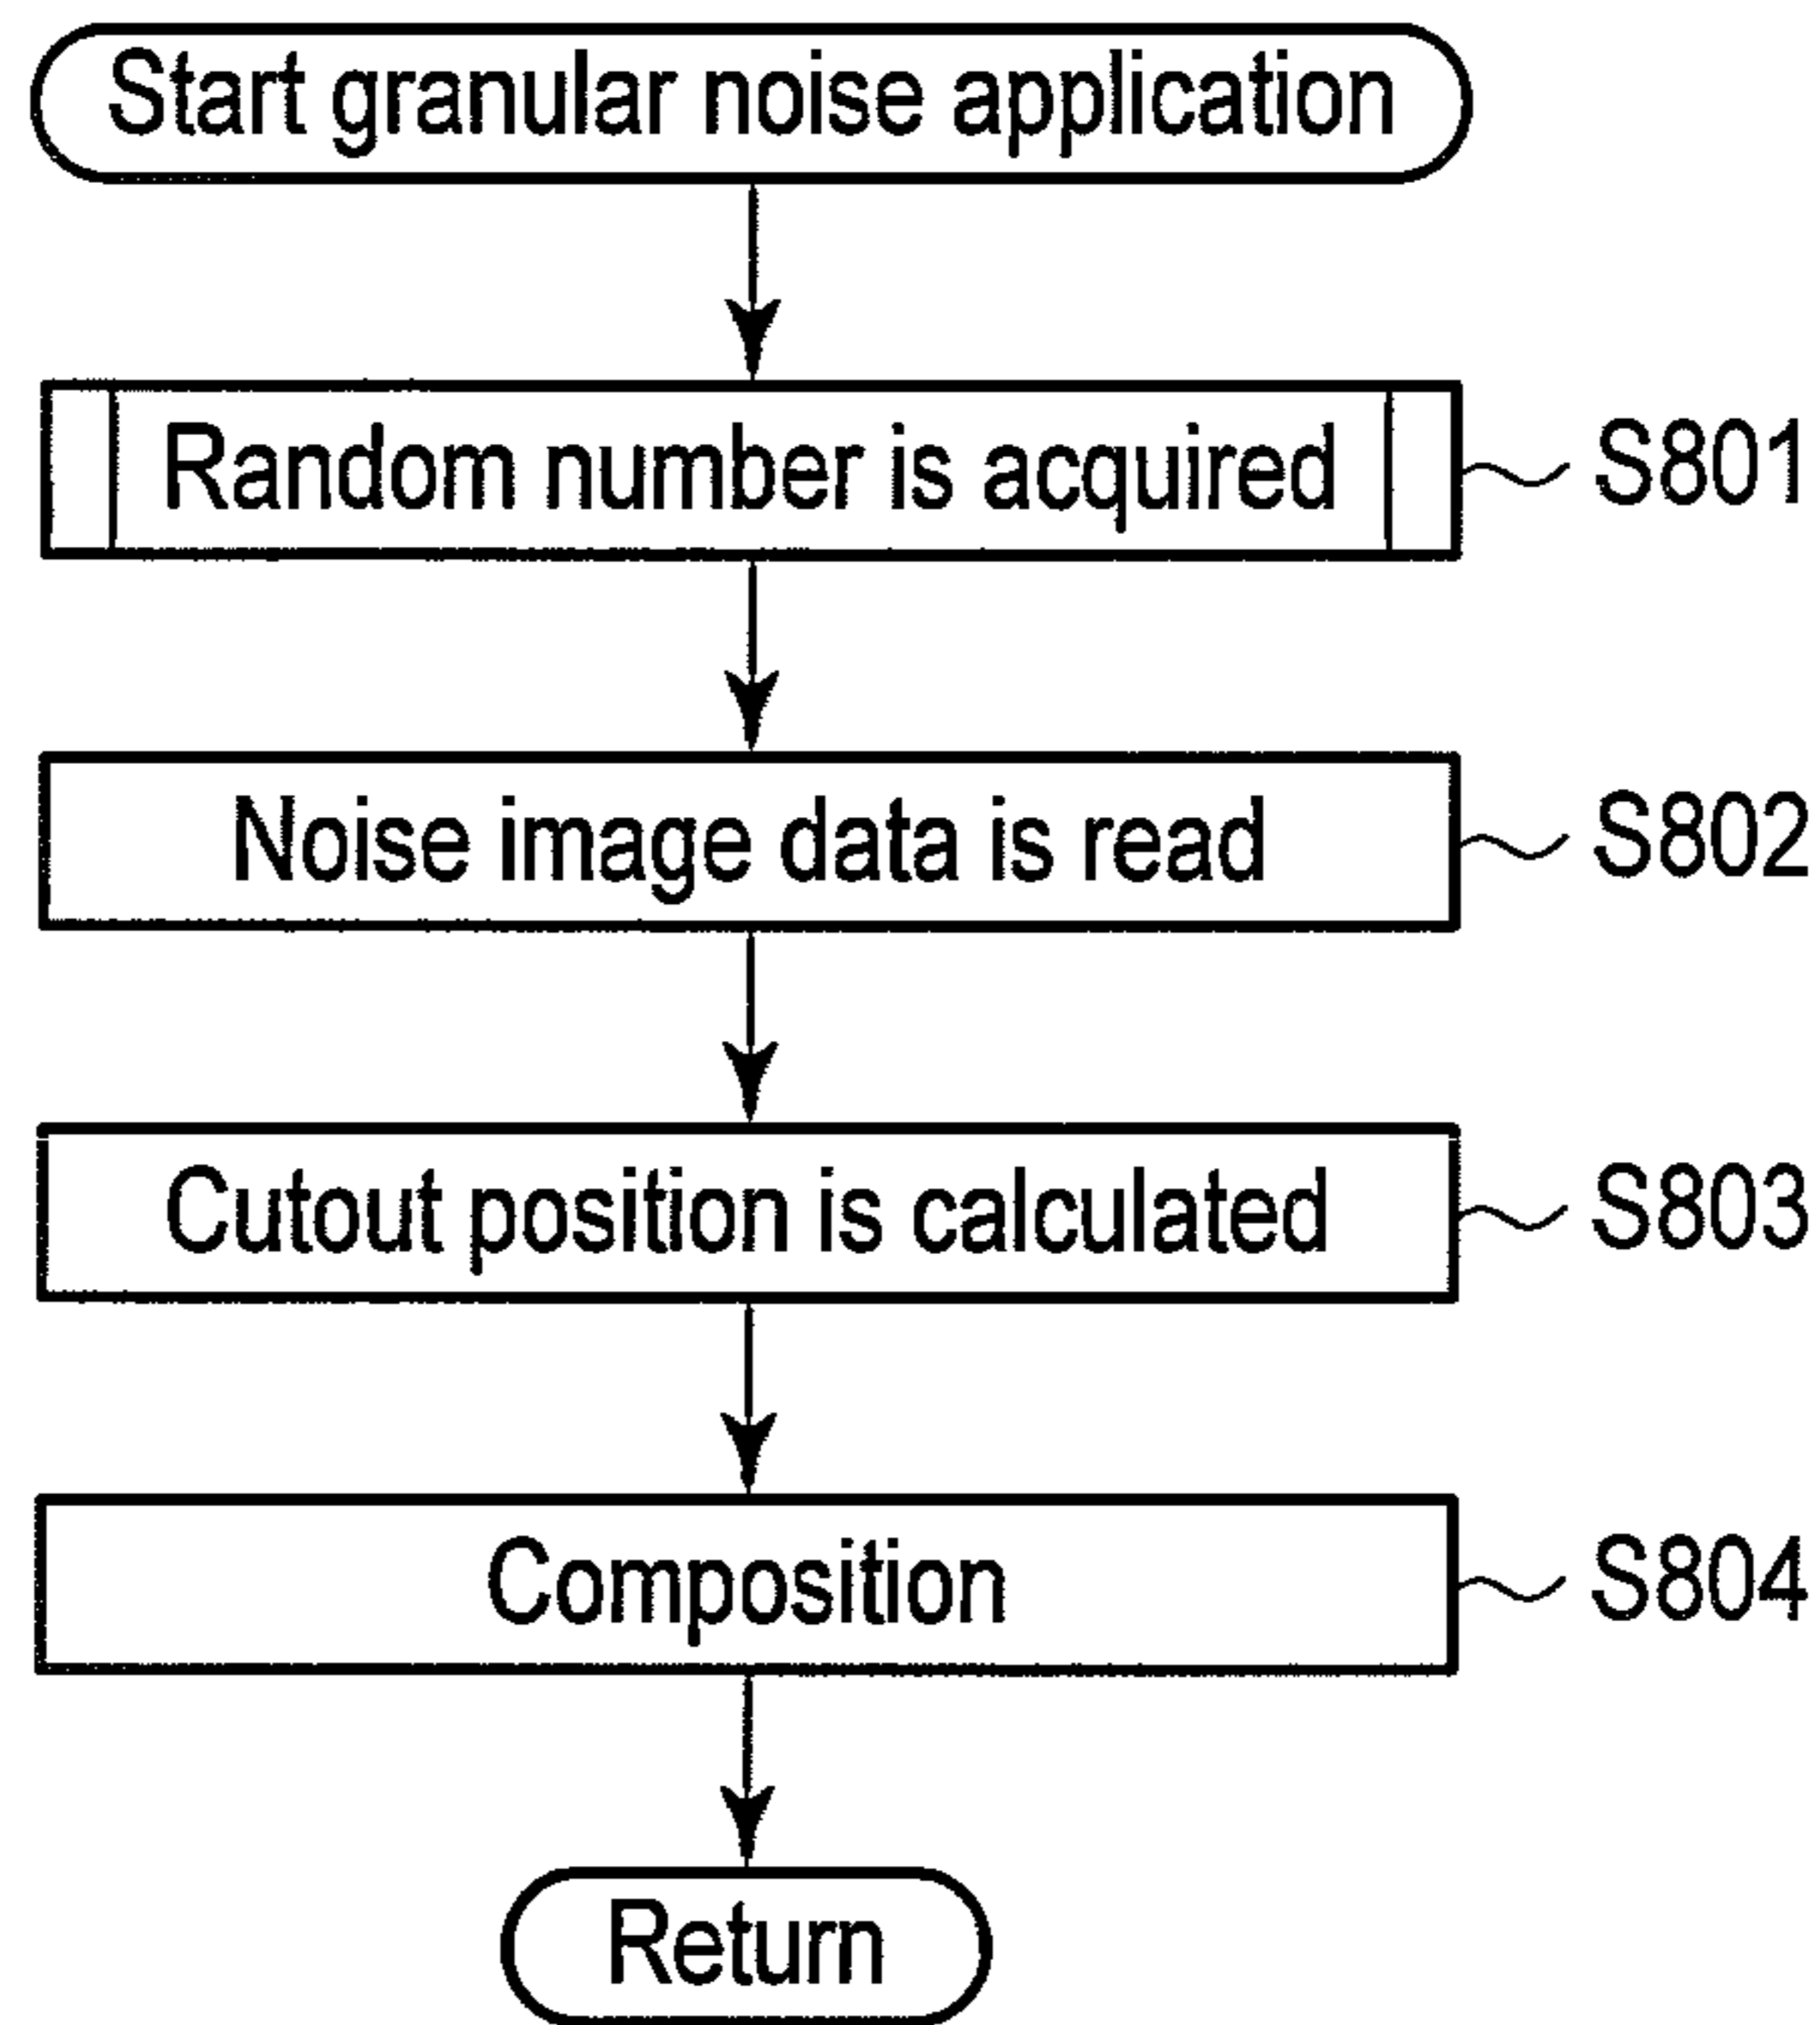 Start granular noise application
Random number is acquired
S801
Noise image data is read
S802
Cutout position is calculated
S803
Composition
S804
Return